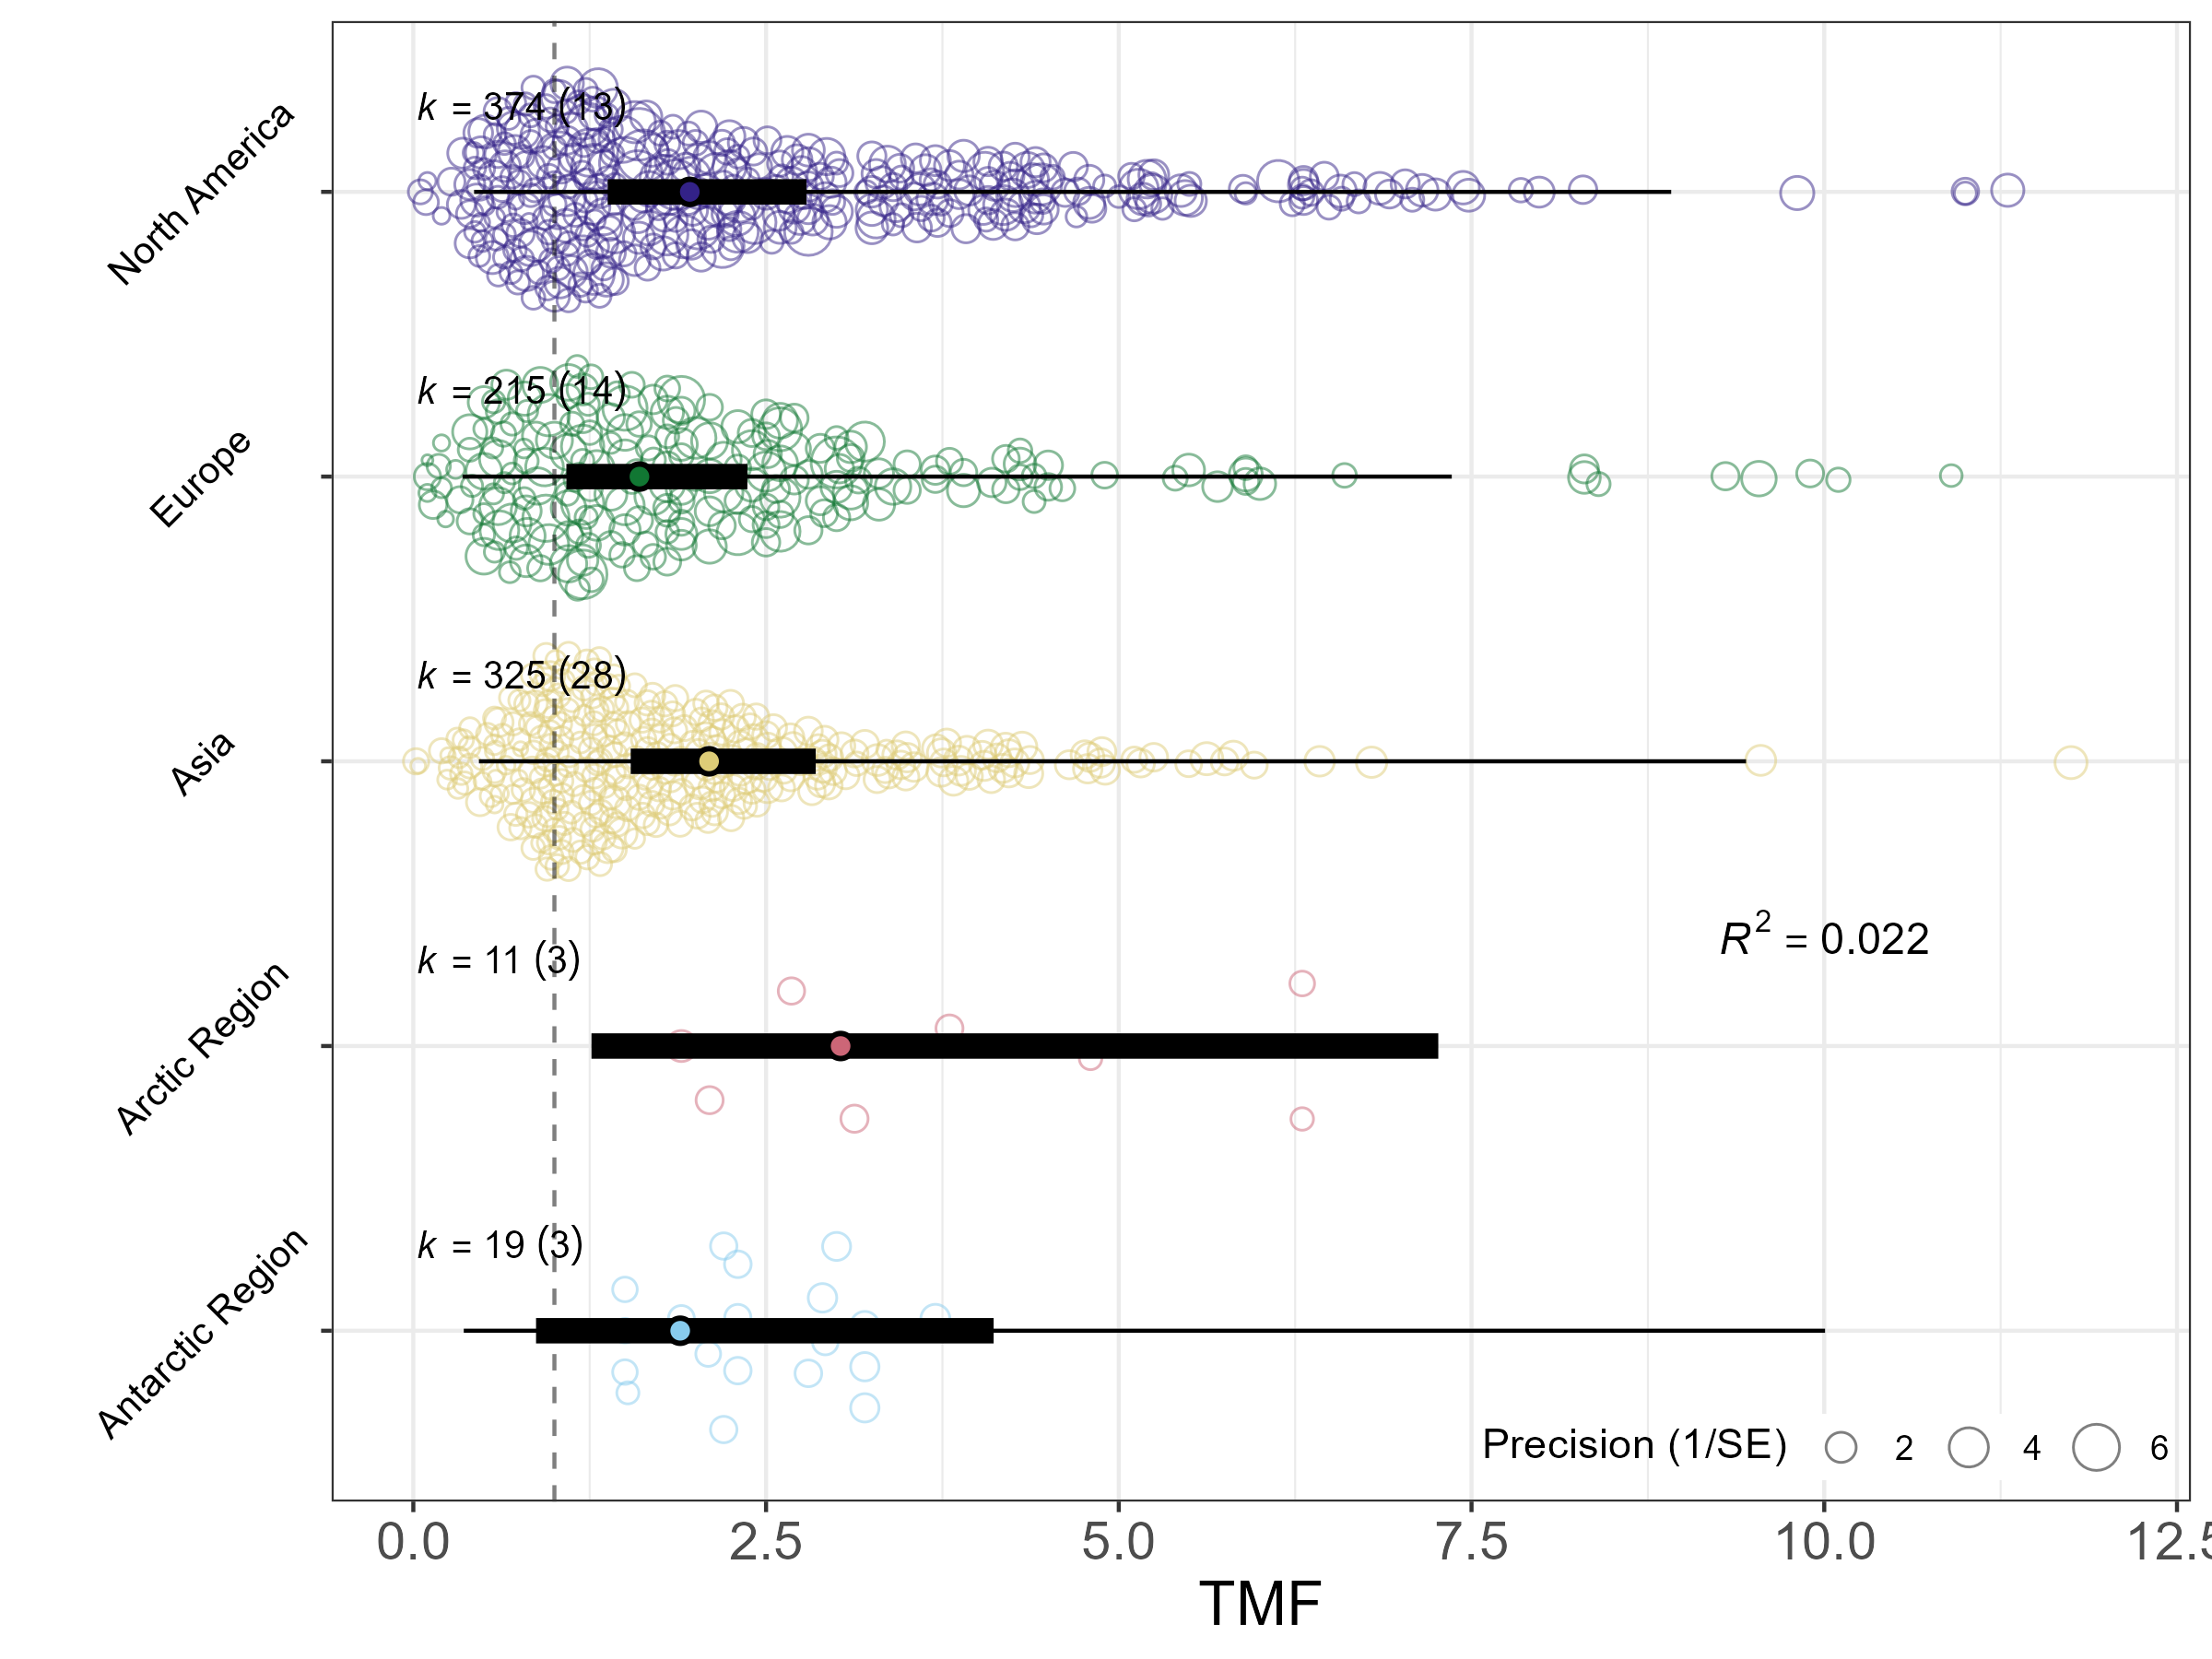 North America
k = 374 (13)
Europe
k = 215 (14)
Asia
k = 325 (28)
Arctic Region
k = 11 (3)
R² = 0.022
Antarctic Region
k = 19 (3)
Precision (1/SE) 2 4 6
0.0 2.5 5.0 7.5 10.0 12.5
TMF